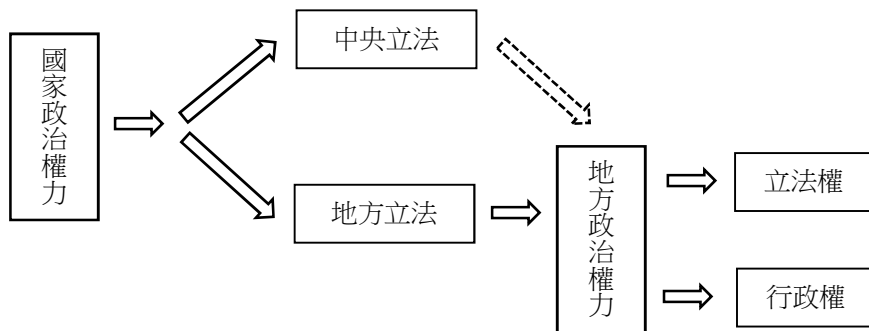 國家政治權力
中央立法
地方立法
地方政治權力
立法權
行政權